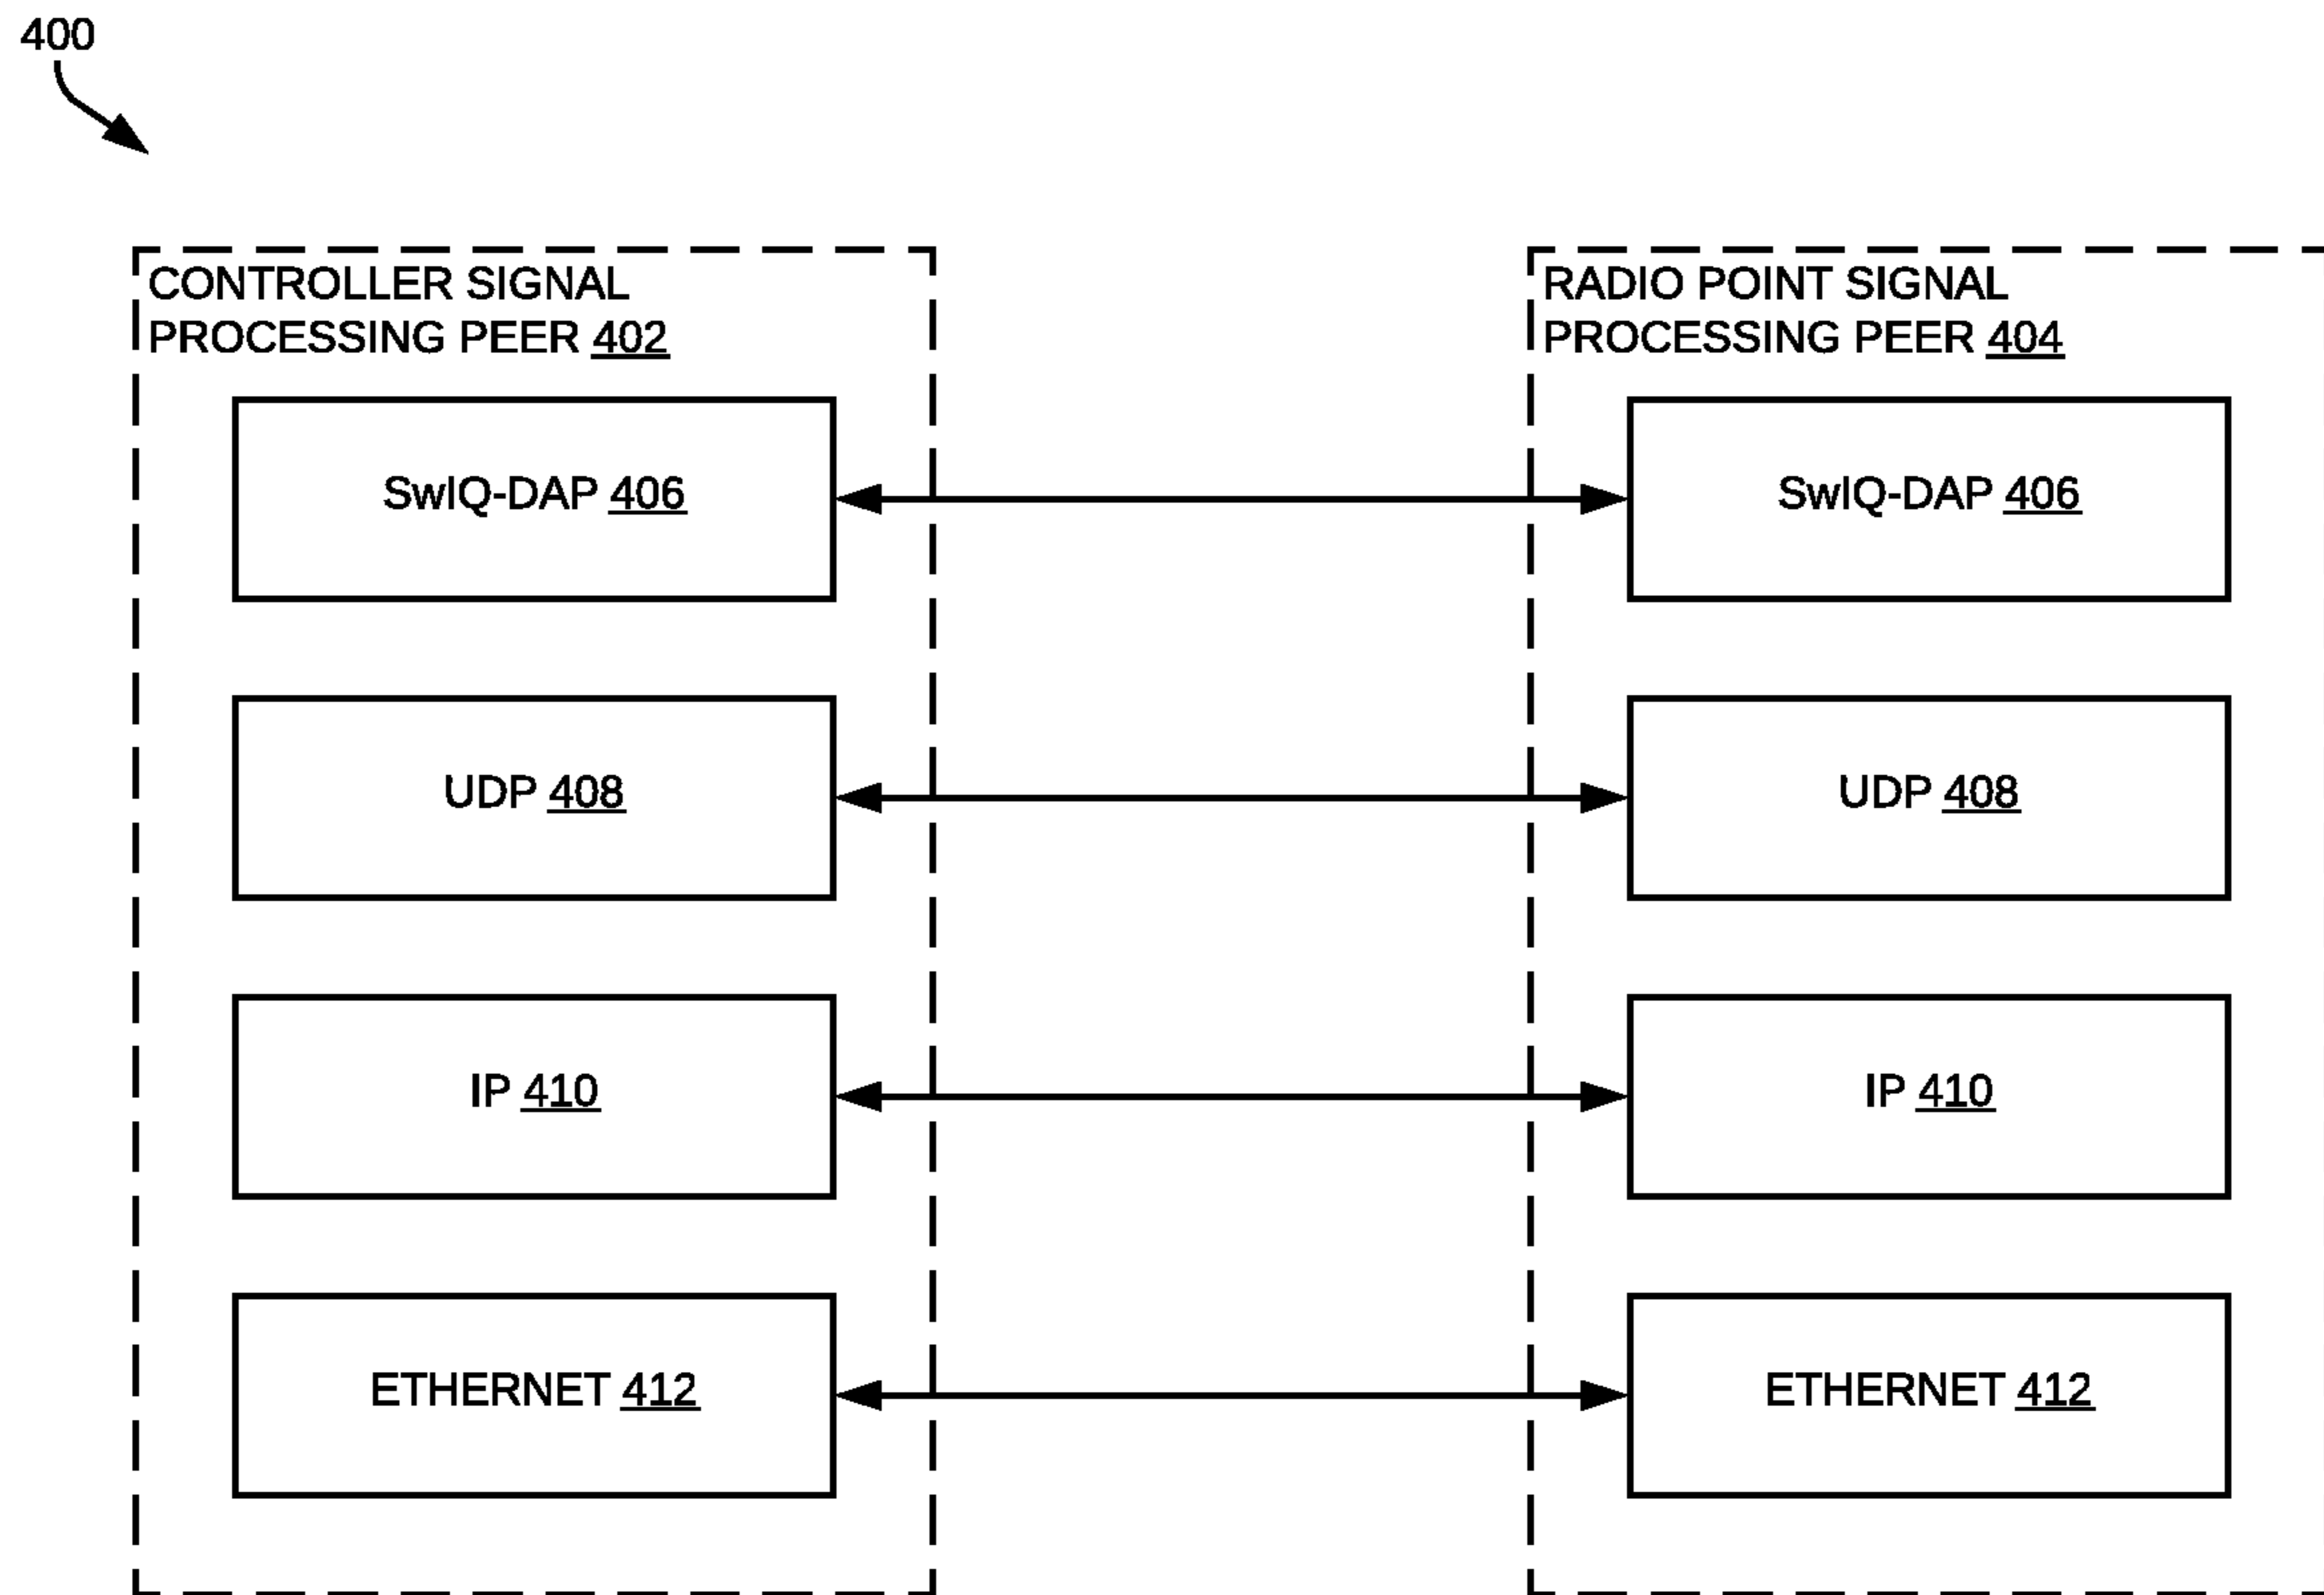 400
CONTROLLER SIGNAL
PROCESSING PEER 402
RADIO POINT SIGNAL
PROCESSING PEER 404
SwIQ-DAP 406
SwIQ-DAP 406
UDP 408
UDP 408
IP 410
IP 410
ETHERNET 412
ETHERNET 412